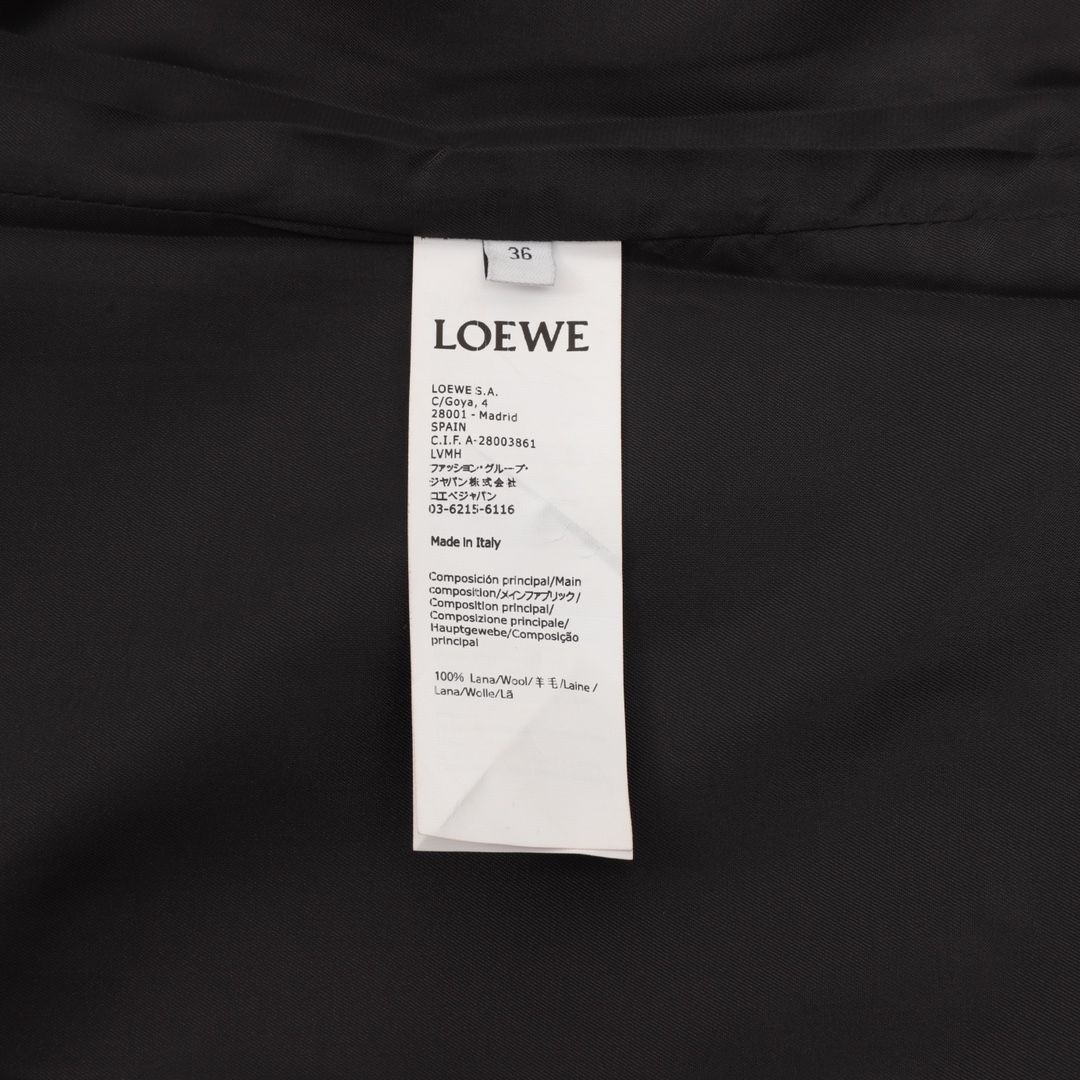 36
LOEWE
LOEWE S.A.
C/Goya, 4
28001 - Madrid
SPAIN
C.I.F. A-28003861
LVMH
ファッション・グループ・
ジャパン株式会社
ロエベジャパン
03-6215-6116
Made in Italy
Composición principal/Main
composition/メインファブリック/
Composition principal/
Composizione principale/
Hauptgewebe/Composição
principal
100% Lana/Wool/羊毛/Laine/
Lana/Wolle/Lã